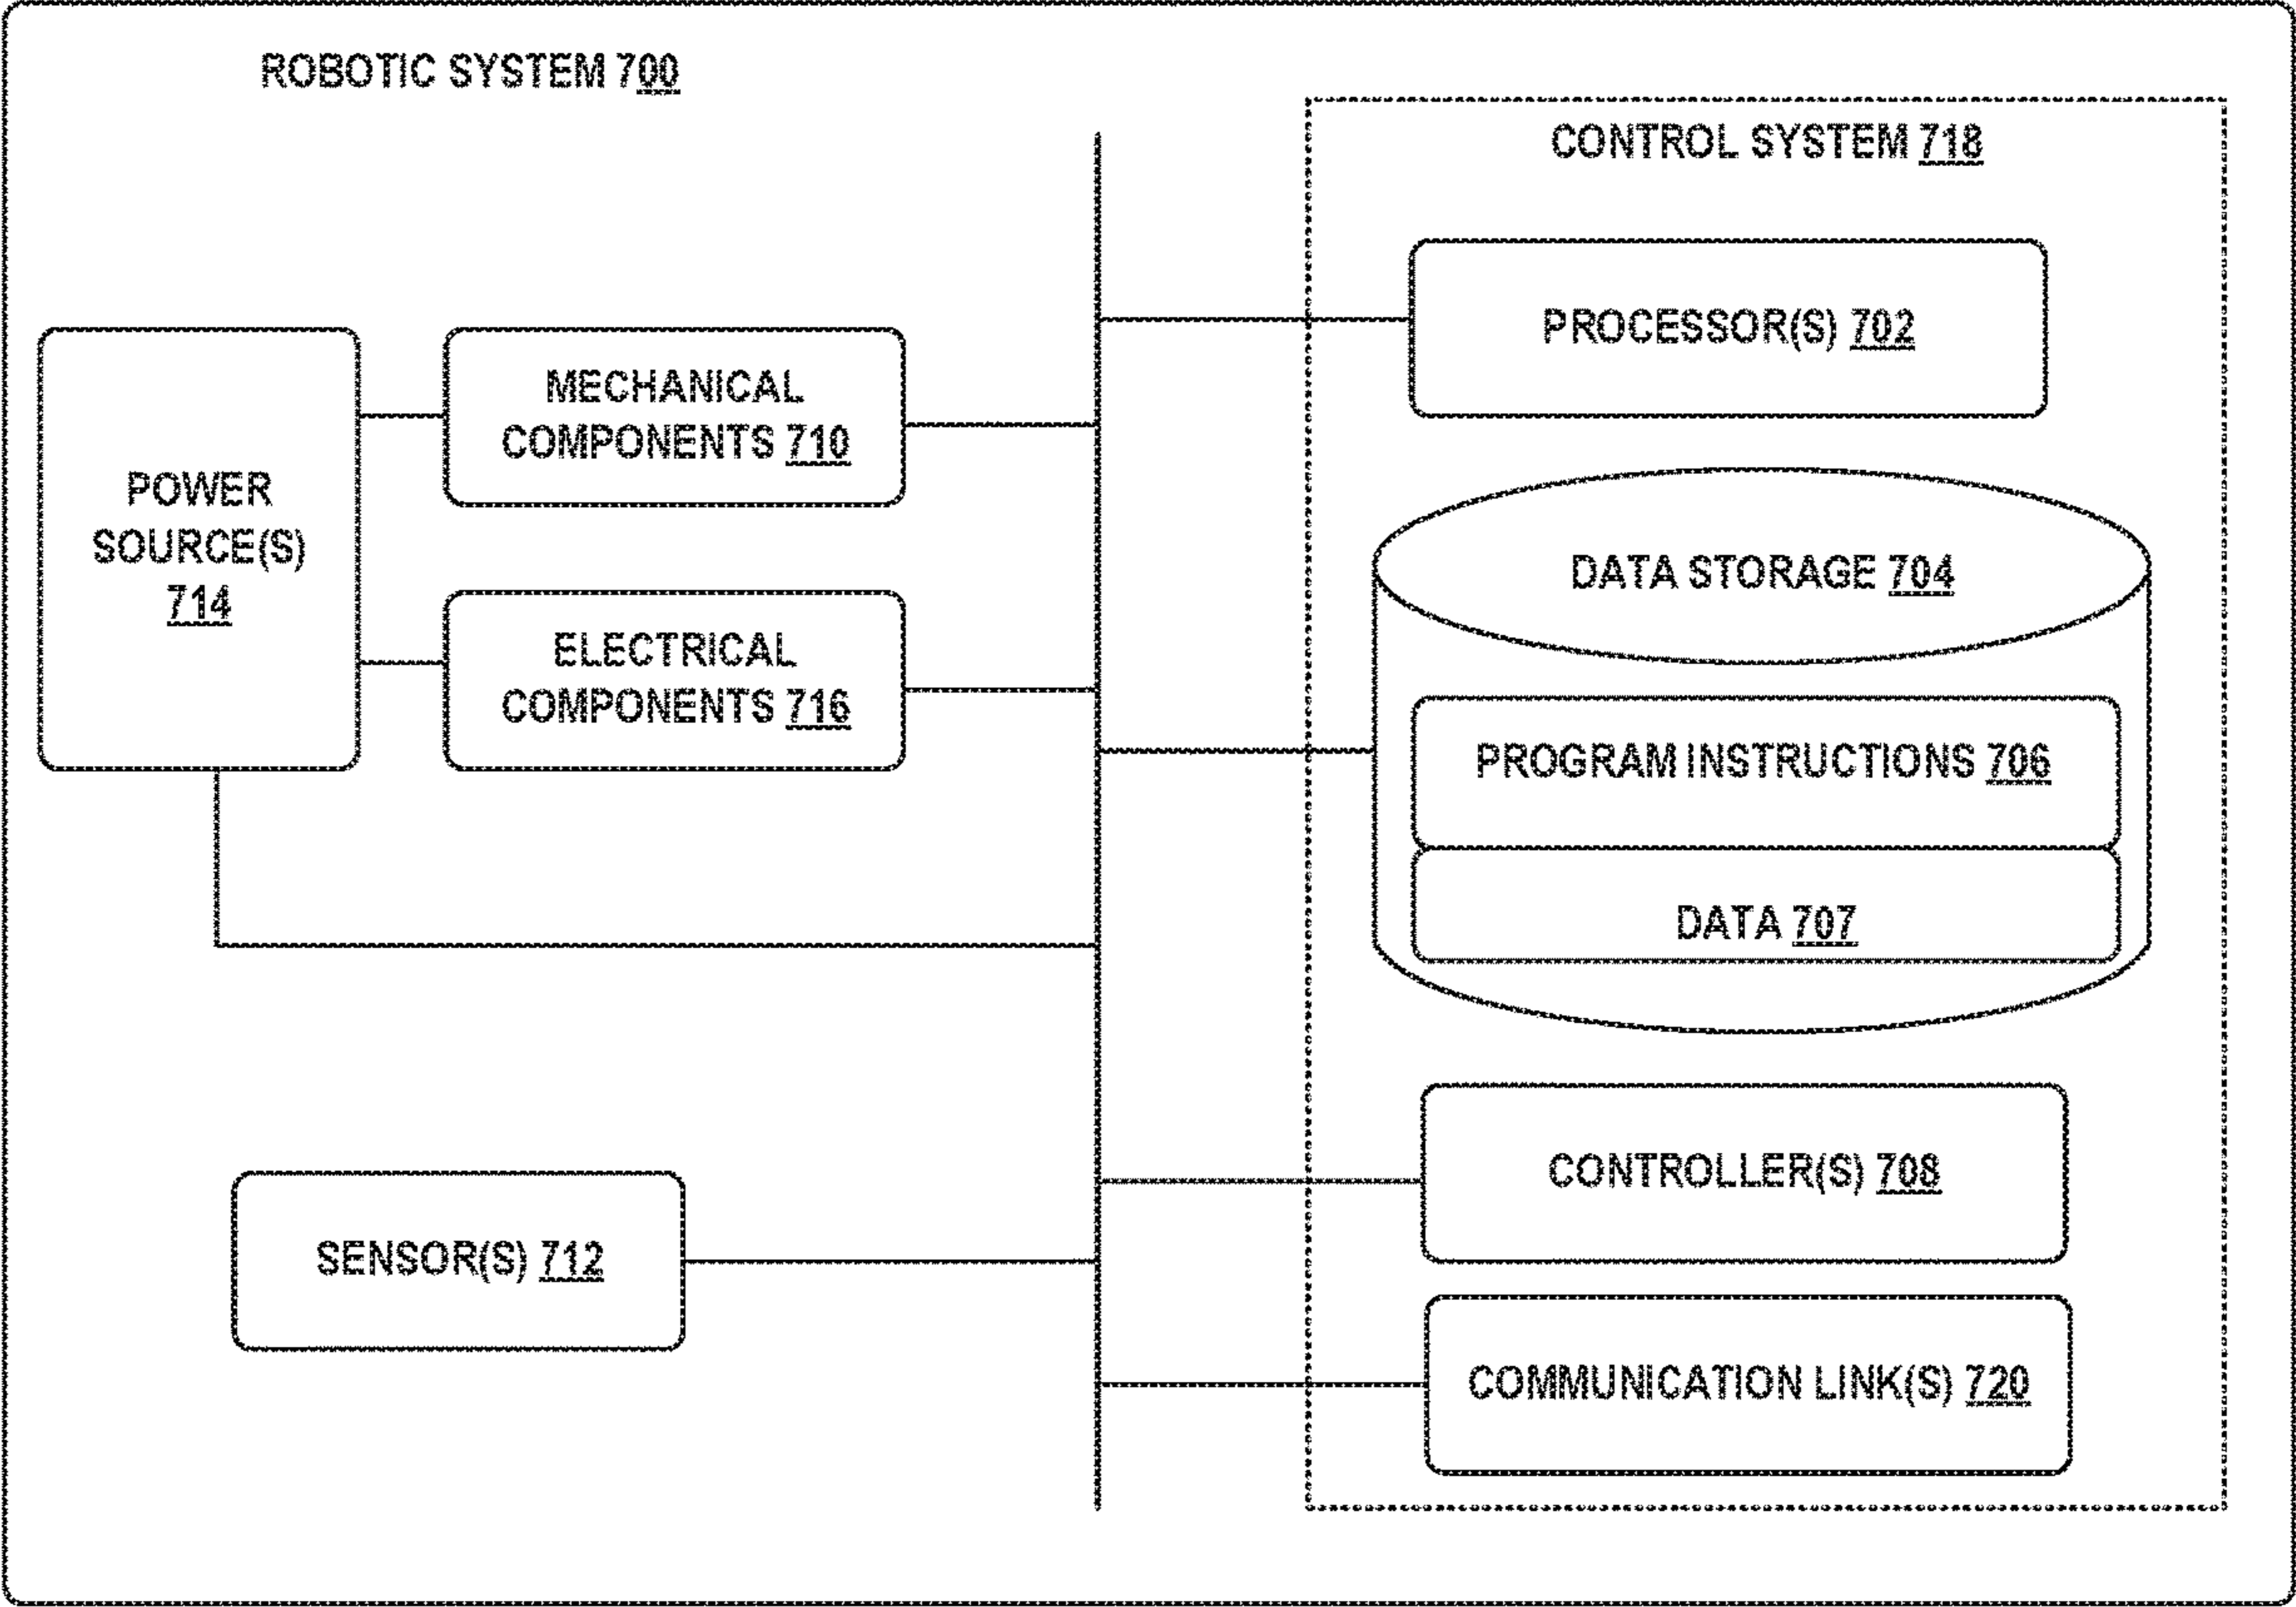 ROBOTIC SYSTEM 700
CONTROL SYSTEM 718
PROCESSOR(S) 702
MECHANICAL
COMPONENTS 710
POWER
SOURCE(S)
714
DATA STORAGE 704
ELECTRICAL
COMPONENTS 716
PROGRAM INSTRUCTIONS 706
DATA 707
CONTROLLER(S) 708
SENSOR(S) 712
COMMUNICATION LINK(S) 720